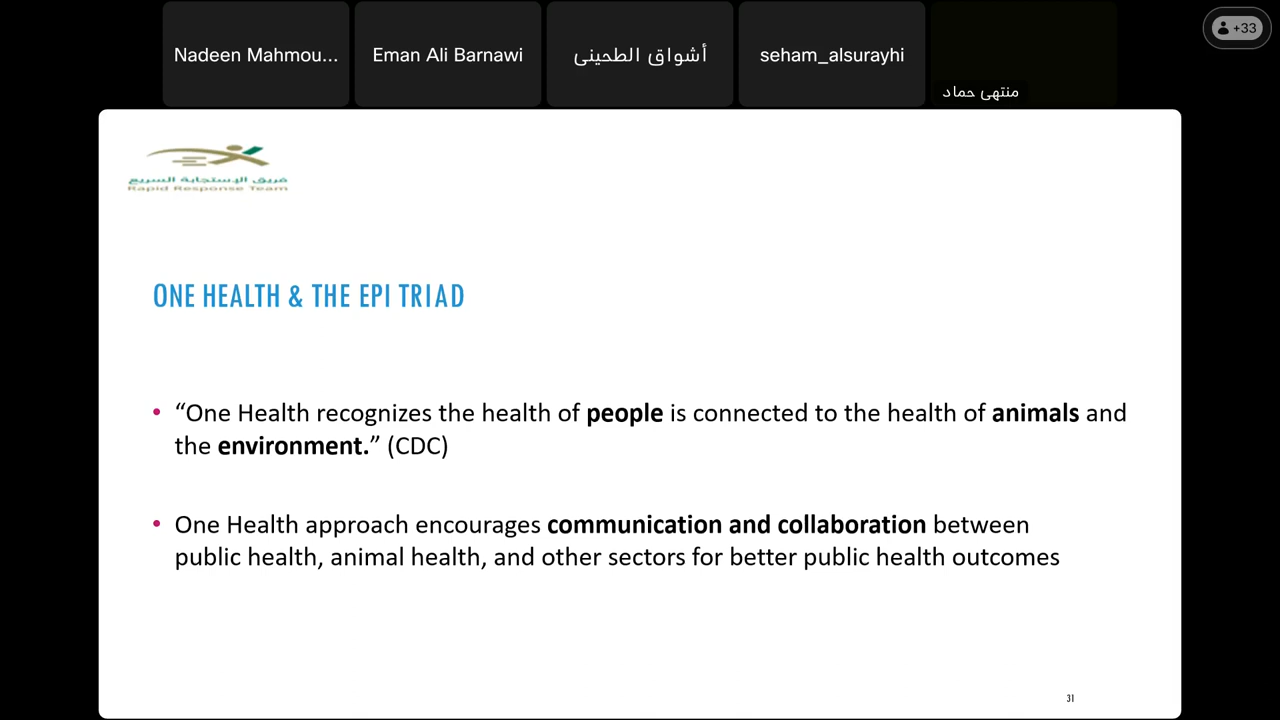 Nadeen Mahmou...
Eman Ali Barnawi
أشواق الطحيني
seham_alsurayhi
منتهى حماد
+33
فريق الإستجابة السريع
Rapid Response Team
ONE HEALTH & THE EPI TRIAD
• “One Health recognizes the health of people is connected to the health of animals and
the environment.” (CDC)
• One Health approach encourages communication and collaboration between
public health, animal health, and other sectors for better public health outcomes
31